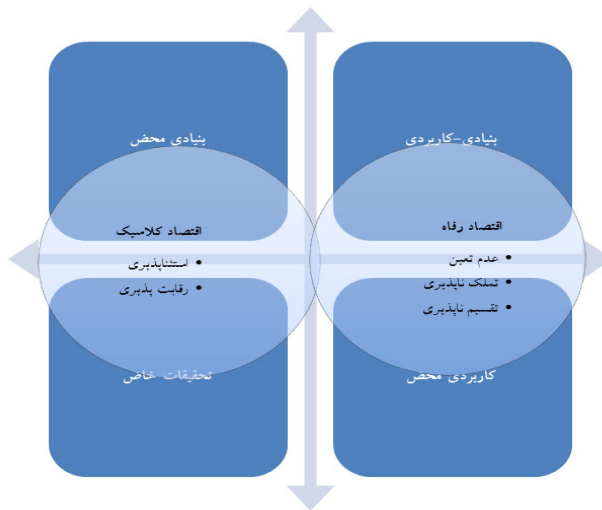 بنیادی-کاربردی
بنیادی محض
اقتصاد رفاه
• عدم تعین
• تملک ناپذیری
• تقسیم ناپذیری
اقتصاد کلاسیک
• استثناپذیری
• رقابت پذیری
کاربردی محض
تحقیقات خاص